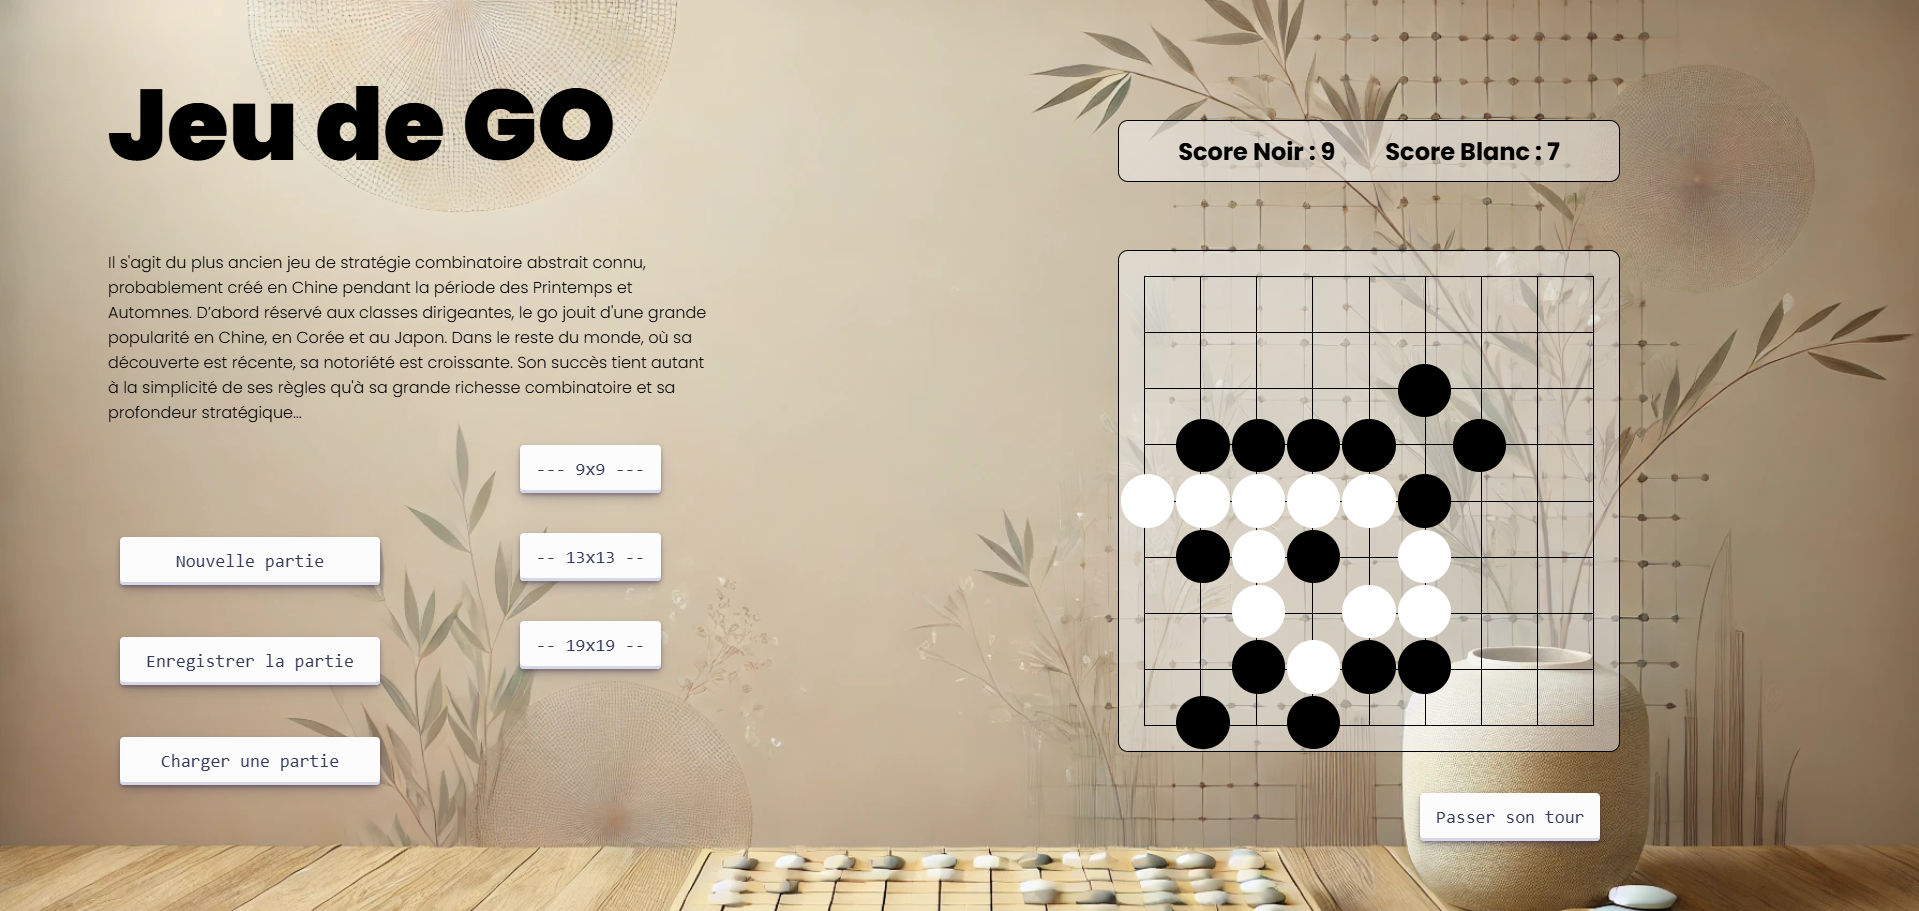 Jeu de GO
Score Noir : 9 Score Blanc : 7
Il s'agit du plus ancien jeu de stratégie combinatoire abstrait connu,
probablement créé en Chine pendant la période des Printemps et
Automnes. D’abord réservé aux classes dirigeantes, le go jouit d'une grande
popularité en Chine, en Corée et au Japon. Dans le reste du monde, où sa
découverte est récente, sa notoriété est croissante. Son succès tient autant
à la simplicité de ses règles qu'à sa grande richesse combinatoire et sa
profondeur stratégique...
--- 9x9 ---
-- 13x13 --
-- 19x19 --
Nouvelle partie
Enregistrer la partie
Charger une partie
Passer son tour